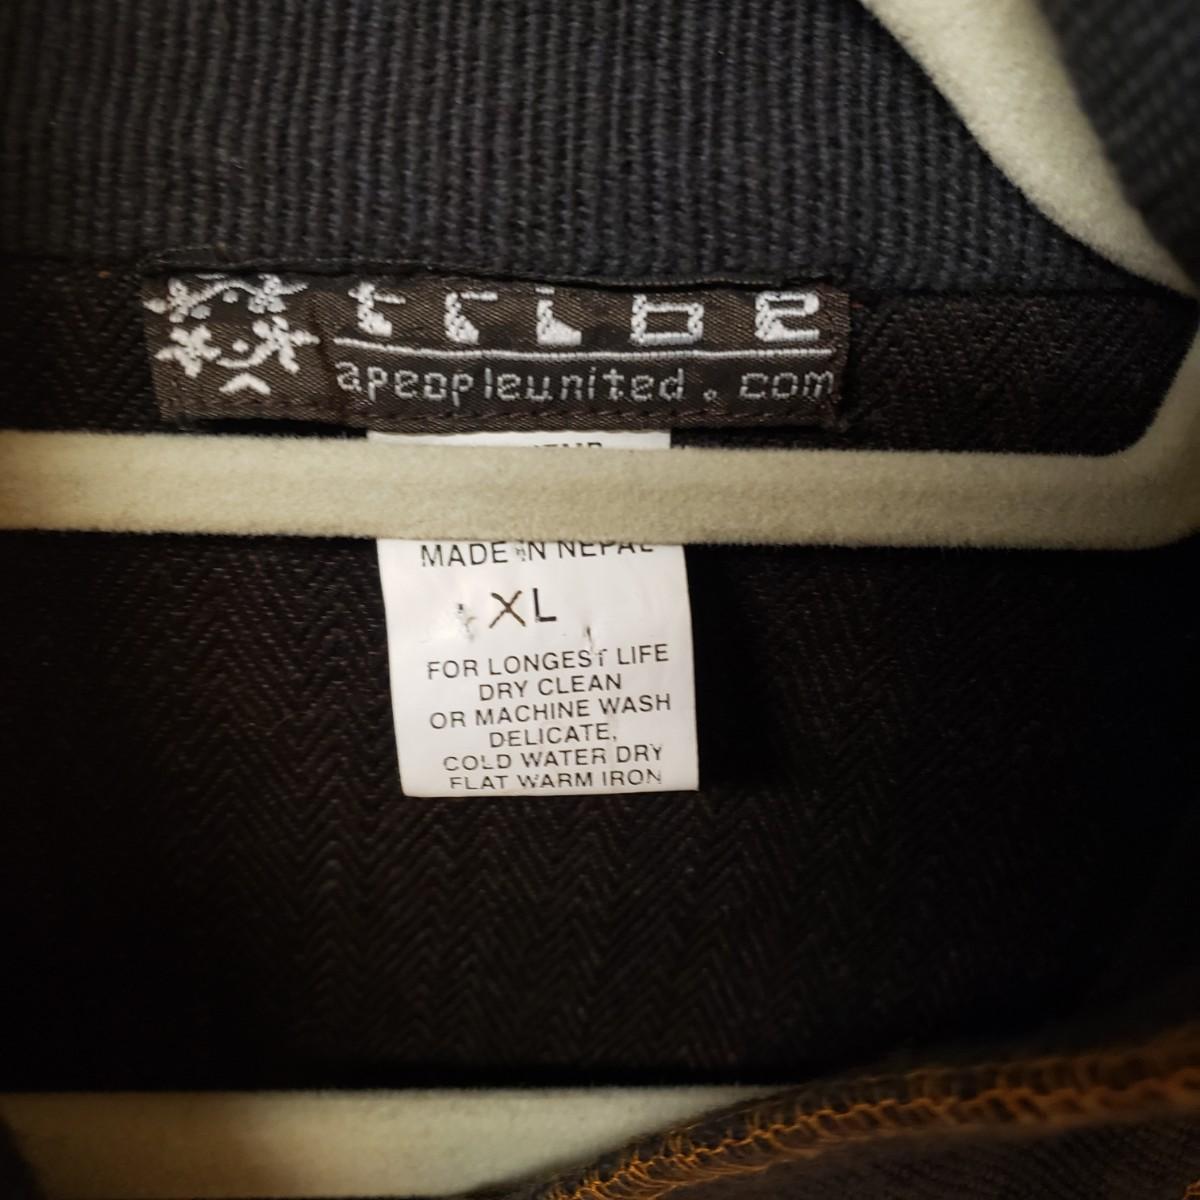 tribe
apeopleunited.com
MADE IN NEPAL
XL
FOR LONGEST LIFE
DRY CLEAN
OR MACHINE WASH
DELICATE,
COLD WATER DRY
FLAT WARM IRON